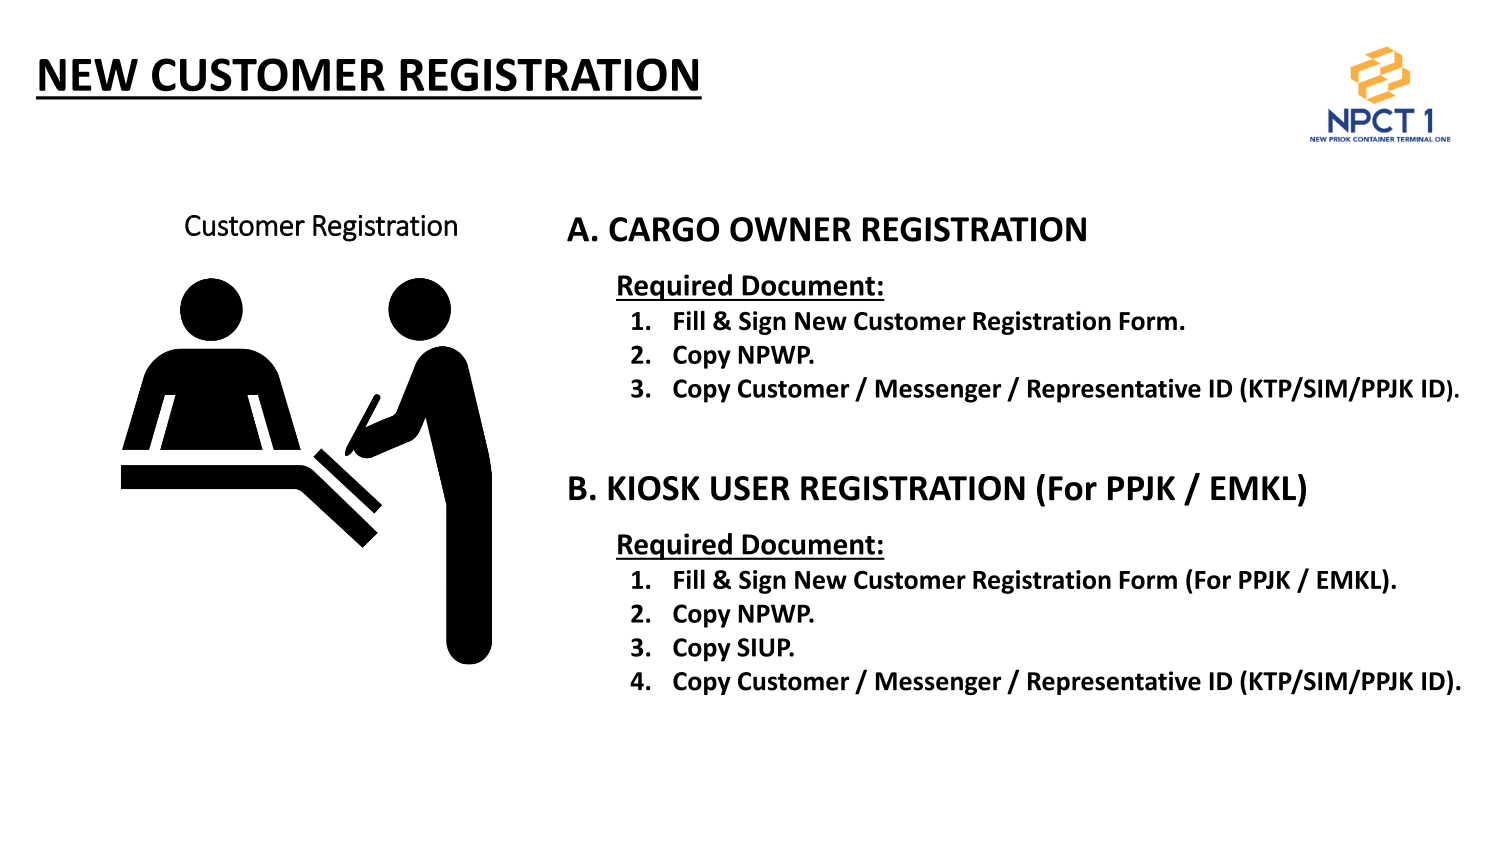 NEW CUSTOMER REGISTRATION
NPCT 1
NEW PRIOK CONTAINER TERMINAL ONE
Customer Registration
A. CARGO OWNER REGISTRATION
Required Document:
1. Fill & Sign New Customer Registration Form.
2. Copy NPWP.
3. Copy Customer / Messenger / Representative ID (KTP/SIM/PPJK ID).
B. KIOSK USER REGISTRATION (For PPJK / EMKL)
Required Document:
1. Fill & Sign New Customer Registration Form (For PPJK / EMKL).
2. Copy NPWP.
3. Copy SIUP.
4. Copy Customer / Messenger / Representative ID (KTP/SIM/PPJK ID).